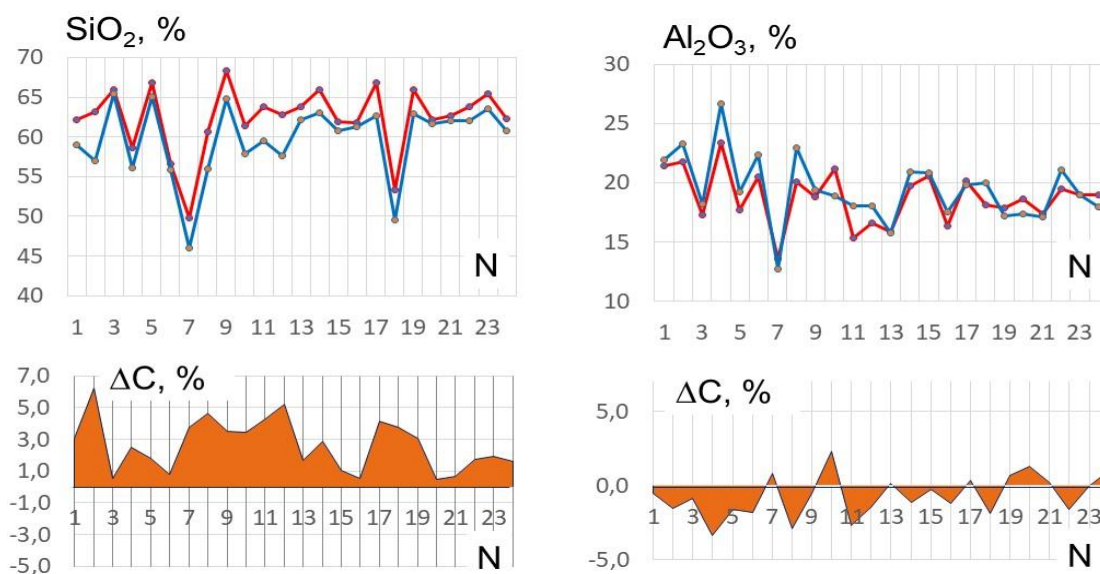 SiO₂, %
70
65
60
55
50
45
40
N
1 3 5 7 9 11 13 15 17 19 21 23
Al₂O₃, %
30
25
20
15
10
N
1 3 5 7 9 11 13 15 17 19 21 23
ΔC, %
7,0
5,0
3,0
1,0
-1,0
-3,0
-5,0
1 3 5 7 9 11 13 15 17 19 21 23
N
ΔC, %
5,0
0,0
-5,0
1 3 5 7 9 11 13 15 17 19 21 23
N